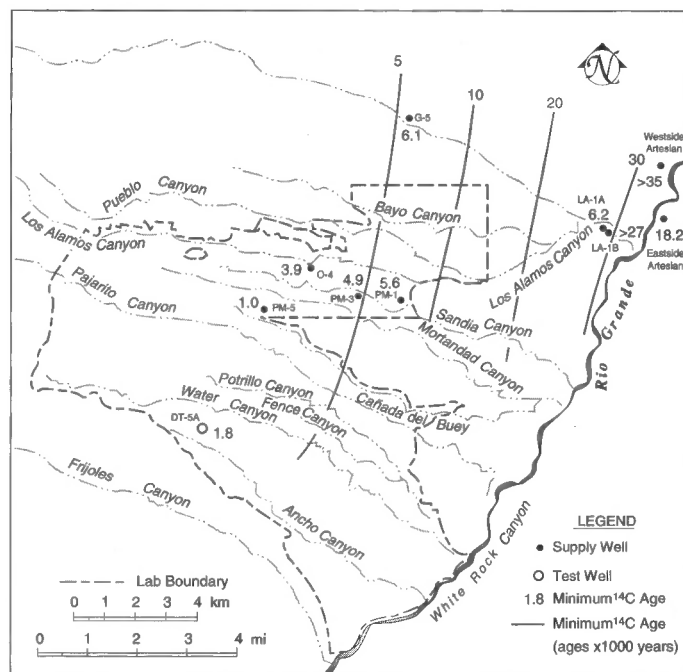 5
10
20
30
N
G-5
6.1
Westside
Artesian
>35
LA-1A
6.2
>27
LA-1B
18.2
Eastside
Artesian
Pueblo Canyon
Bayo Canyon
Los Alamos Canyon
Los Alamos Canyon
3.9
O-4
4.9
PM-3
5.6
PM-1
1.0
PM-5
Pajarito Canyon
Sandia Canyon
Mortandad Canyon
Rio Grande
Potrillo Canyon
Water Canyon
Fence Canyon
Cañada del Buey
DT-5A
1.8
Frijoles Canyon
Ancho Canyon
White Rock Canyon
LEGEND
Supply Well
Test Well
1.8 Minimum 14C Age
Minimum 14C Age
(ages x1000 years)
Lab Boundary
0 1 2 3 4 km
0 1 2 3 4 mi